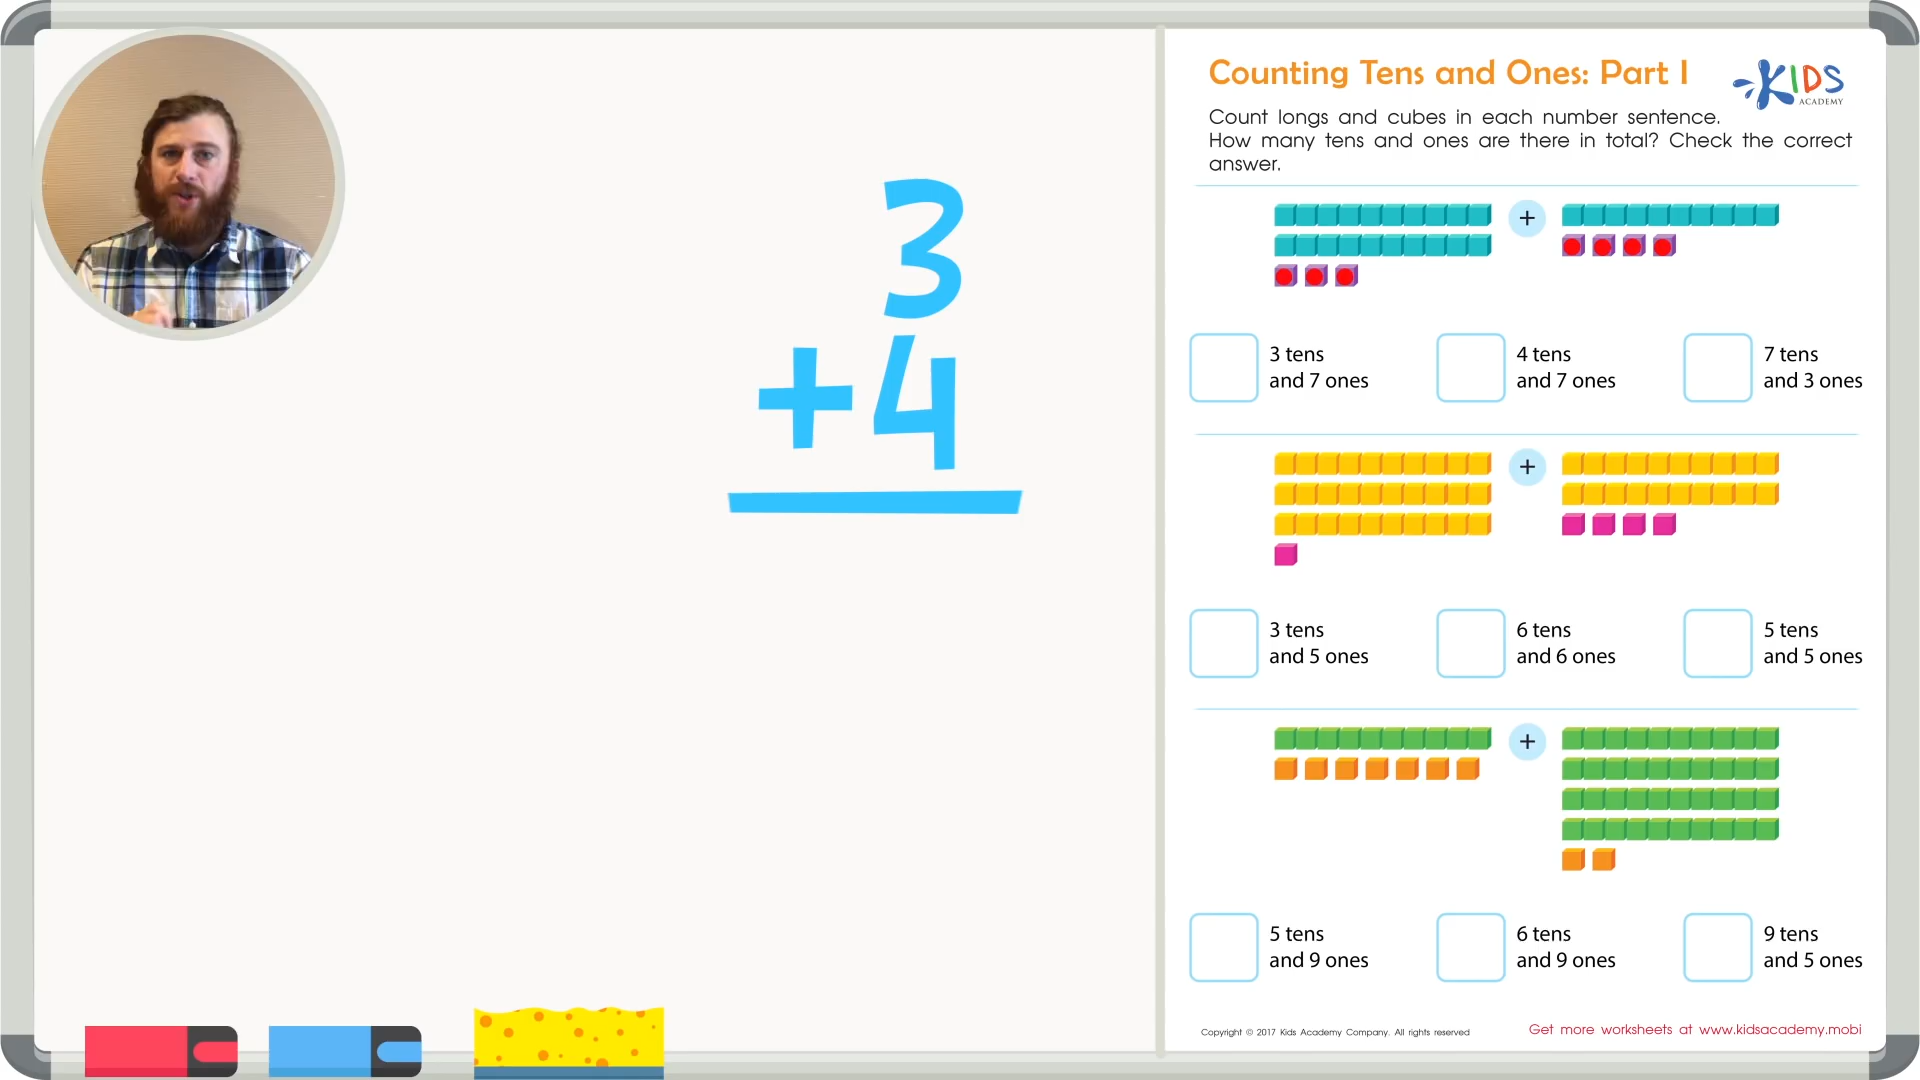 3
+4
Counting Tens and Ones: Part I
KIDS
ACADEMY
Count longs and cubes in each number sentence.
How many tens and ones are there in total? Check the correct
answer.
+
3 tens
and 7 ones
4 tens
and 7 ones
7 tens
and 3 ones
+
3 tens
and 5 ones
6 tens
and 6 ones
5 tens
and 5 ones
+
5 tens
and 9 ones
6 tens
and 9 ones
9 tens
and 5 ones
Copyright © 2017 Kids Academy Company. All rights reserved
Get more worksheets at www.kidsacademy.mobi